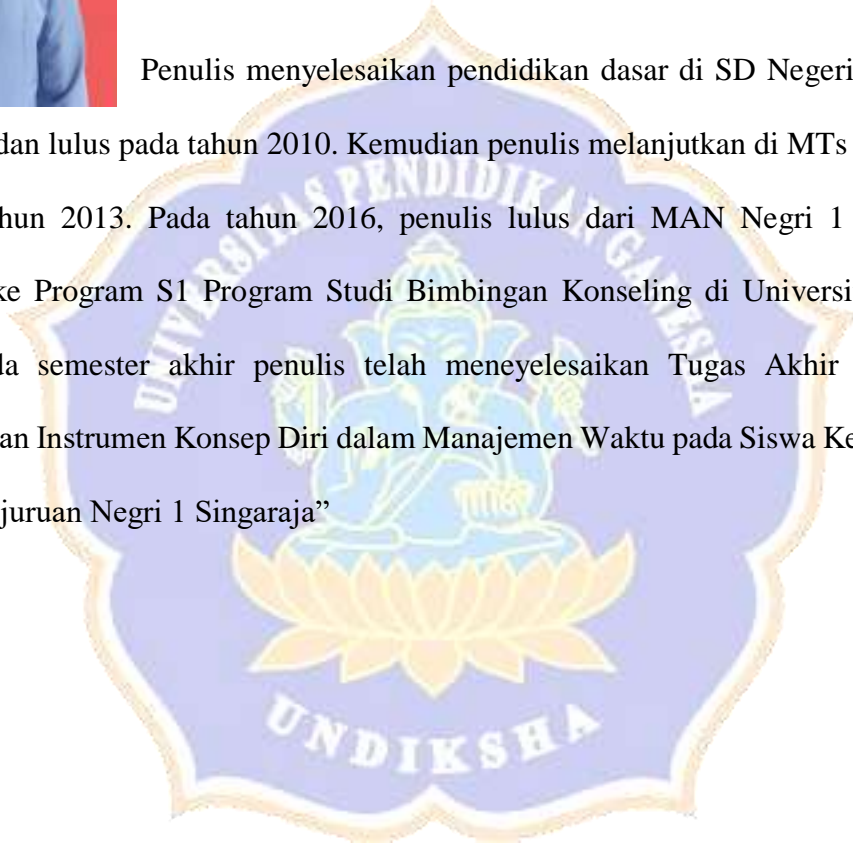 Penulis menyelesaikan pendidikan dasar di SD Negeri
dan lulus pada tahun 2010. Kemudian penulis melanjutkan di MTs
hun 2013. Pada tahun 2016, penulis lulus dari MAN Negri 1
ke Program S1 Program Studi Bimbingan Konseling di Universi
da semester akhir penulis telah meneyelesaikan Tugas Akhir
an Instrumen Konsep Diri dalam Manajemen Waktu pada Siswa Ke
juruan Negri 1 Singaraja”
UNIVERSITAS PENDIDIKAN GANESHA
UNDIKSHA